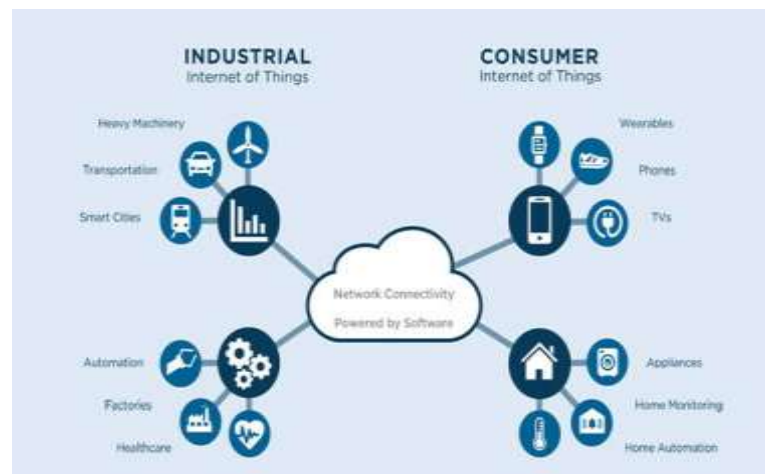 INDUSTRIAL
Internet of Things
CONSUMER
Internet of Things
Heavy Machinery
Transportation
Smart Cities
Wearables
Phones
TVs
Network Connectivity
Powered by Software
Automation
Factories
Healthcare
Appliances
Home Monitoring
Home Automation